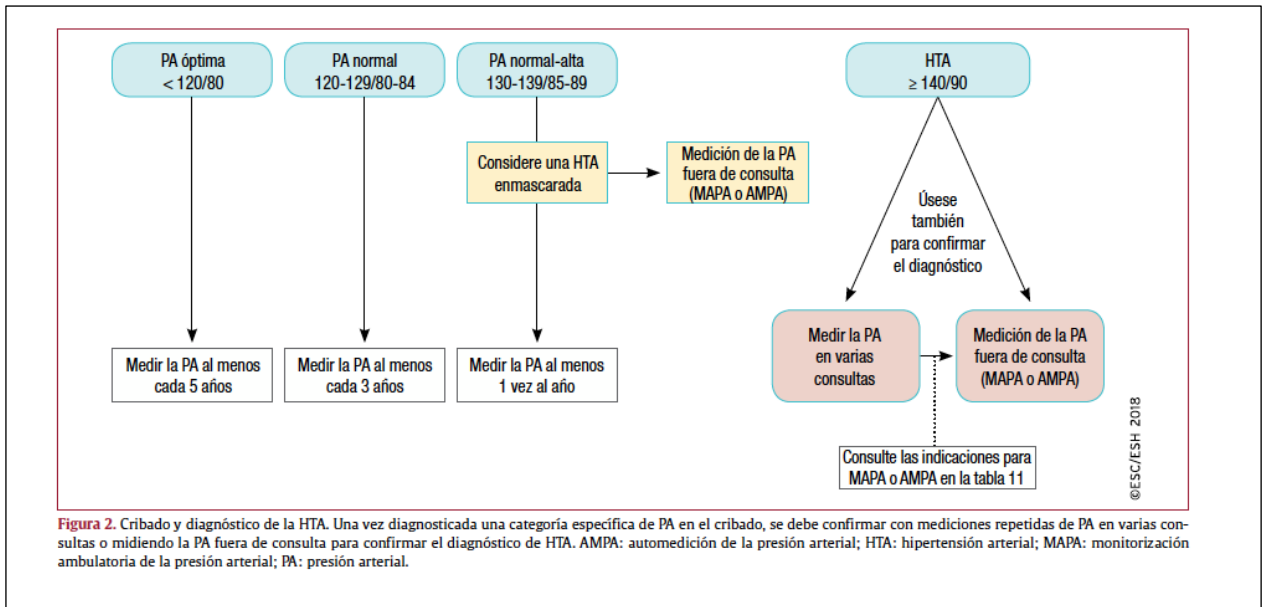 PA óptima
< 120/80
PA normal
120-129/80-84
PA normal-alta
130-139/85-89
HTA
≥ 140/90
Considere una HTA
enmascarada
Medición de la PA
fuera de consulta
(MAPA o AMPA)
Úsese
también
para confirmar
el diagnóstico
Medir la PA al menos
cada 5 años
Medir la PA al menos
cada 3 años
Medir la PA al menos
1 vez al año
Medir la PA
en varias
consultas
Medición de la PA
fuera de consulta
(MAPA o AMPA)
Consulte las indicaciones para
MAPA o AMPA en la tabla 11
©ESC/ESH 2018
Figura 2. Cribado y diagnóstico de la HTA. Una vez diagnosticada una categoría específica de PA en el cribado, se debe confirmar con mediciones repetidas de PA en varias con-
sultas o midiendo la PA fuera de consulta para confirmar el diagnóstico de HTA. AMPA: automedición de la presión arterial; HTA: hipertensión arterial; MAPA: monitorización
ambulatoria de la presión arterial; PA: presión arterial.